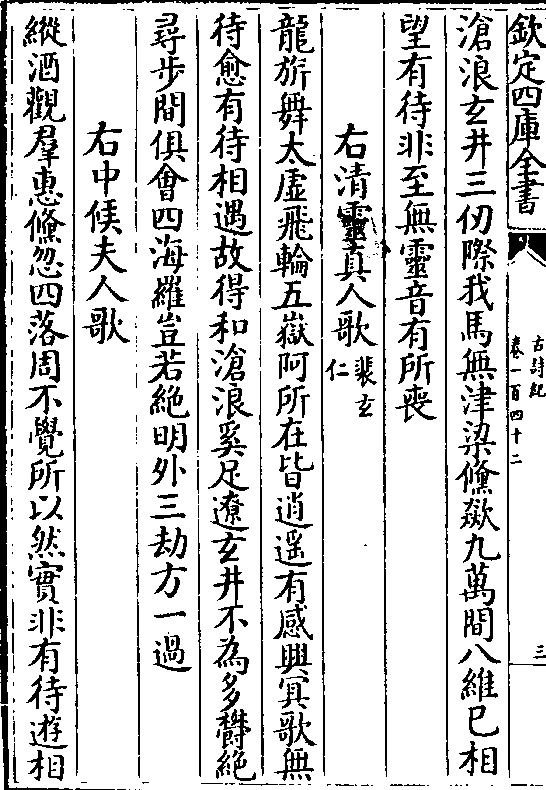 欽定四庫全書
古詩紀
卷一百四十二
三
滄浪玄井三仞際我馬無津梁儵欻九萬間八維已相
望有待非至無靈音有所喪
右清靈真人歌裴玄仁
龍旂舞太虛飛輪五嶽阿所在皆逍遥有感興冥歌無
待愈有待相遇故得和滄浪奚足遼玄井不為多欝絶
尋步間俱會四海羅豈若絶明外三劫方一過
右中候夫人歌
縱酒觀羣惠儵忽四落周不覺所以然實非有待遊相